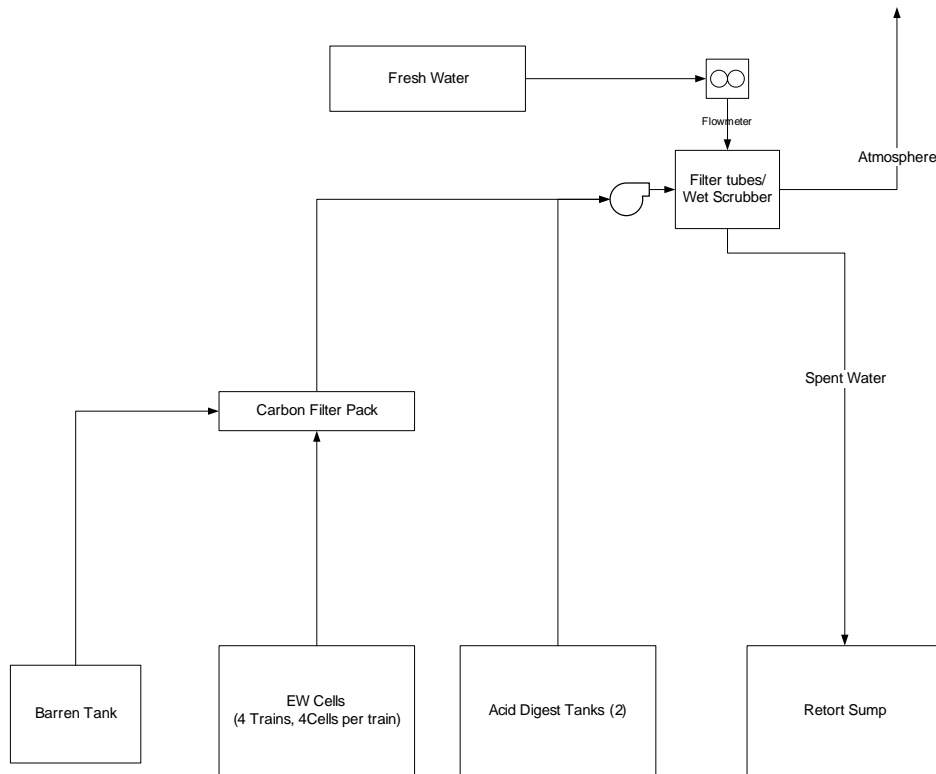 Fresh Water
Flowmeter
Atmosphere
Filter tubes/
Wet Scrubber
Spent Water
Carbon Filter Pack
Barren Tank
EW Cells
(4 Trains, 4Cells per train)
Acid Digest Tanks (2)
Retort Sump